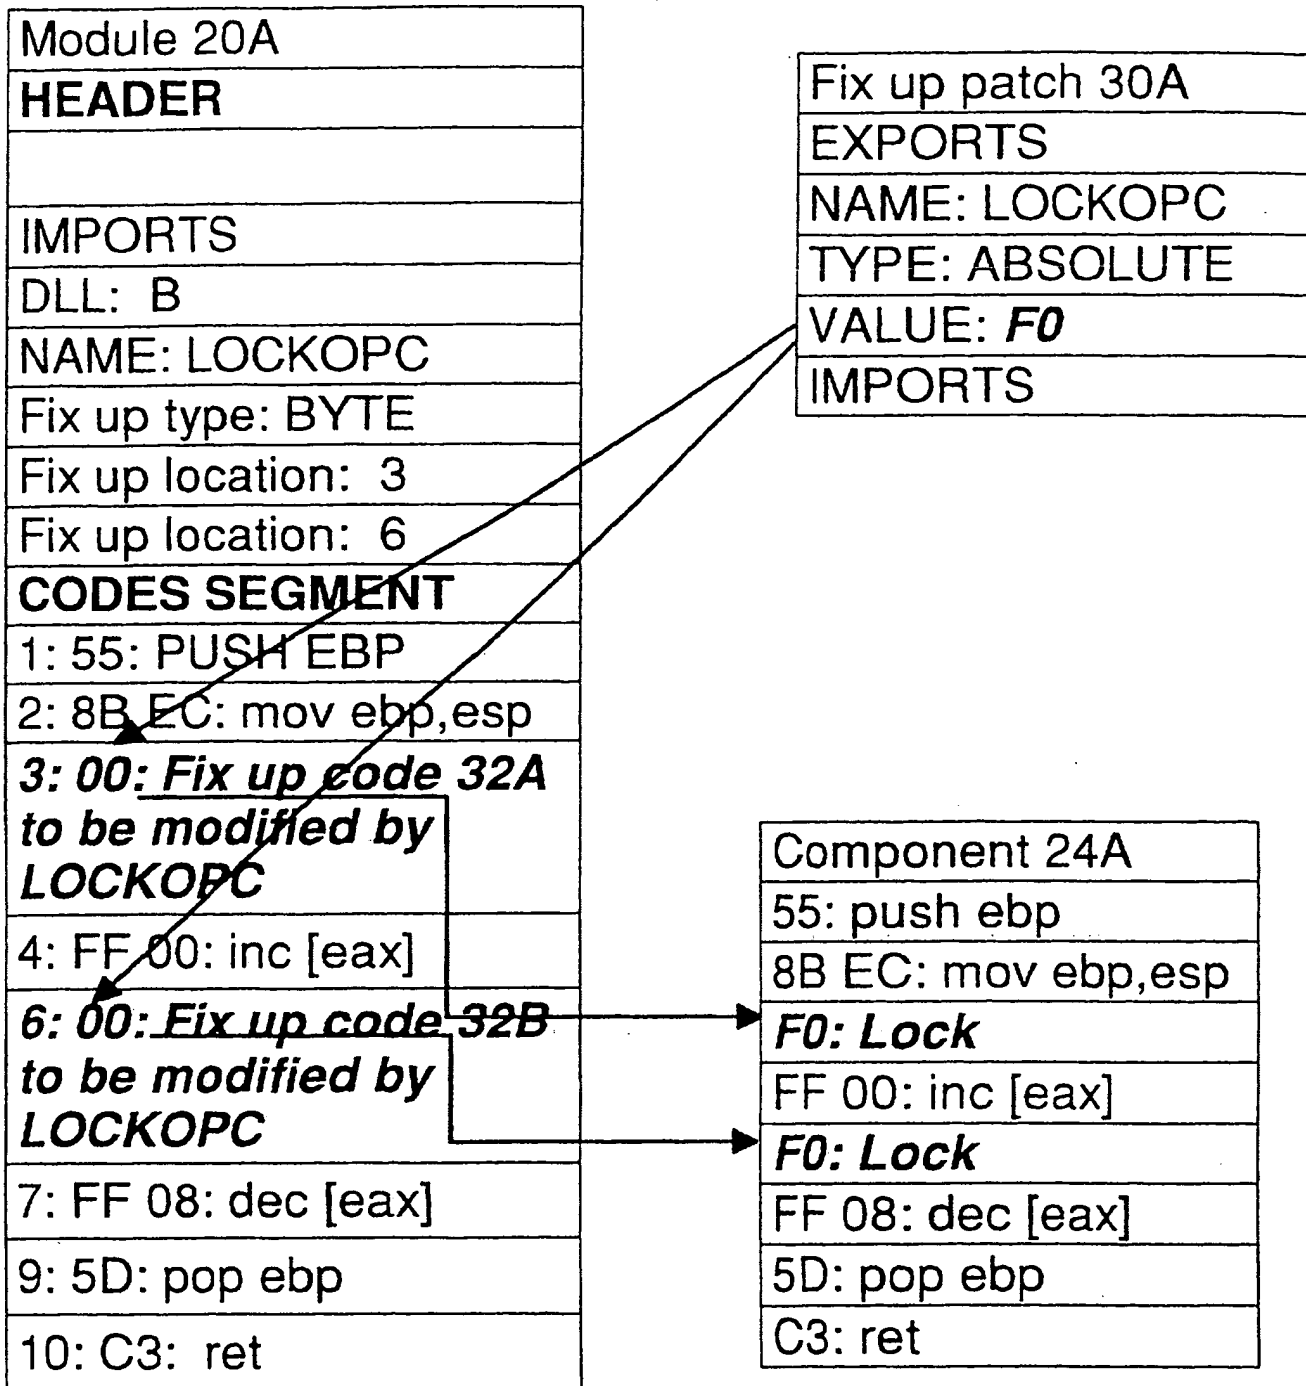 Module 20A
HEADER
IMPORTS
DLL: B
NAME: LOCKOPC
Fix up type: BYTE
Fix up location: 3
Fix up location: 6
CODES SEGMENT
1: 55: PUSH EBP
2: 8B EC: mov ebp,esp
3: 00: Fix up code 32A
to be modified by
LOCKOPC
4: FF 00: inc [eax]
6: 00: Fix up code 32B
to be modified by
LOCKOPC
7: FF 08: dec [eax]
9: 5D: pop ebp
10: C3: ret
Fix up patch 30A
EXPORTS
NAME: LOCKOPC
TYPE: ABSOLUTE
VALUE: F0
IMPORTS
Component 24A
55: push ebp
8B EC: mov ebp,esp
F0: Lock
FF 00: inc [eax]
F0: Lock
FF 08: dec [eax]
5D: pop ebp
C3: ret